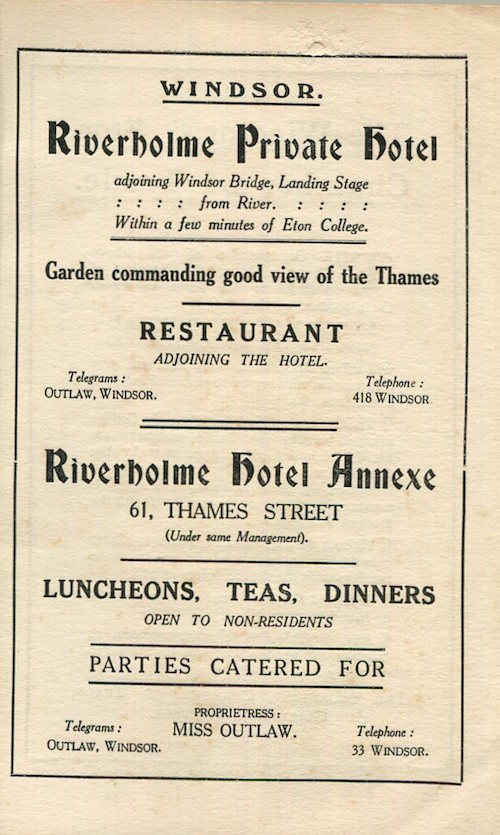 WINDSOR.
Riverholme Private Hotel
adjoining Windsor Bridge, Landing Stage
: : : : from River. : : : :
Within a few minutes of Eton College.
Garden commanding good view of the Thames
RESTAURANT
ADJOINING THE HOTEL.
Telegrams :
OUTLAW, WINDSOR.
Telephone :
418 WINDSOR
Riverholme Hotel Annexe
61, THAMES STREET
(Under same Management).
LUNCHEONS, TEAS, DINNERS
OPEN TO NON-RESIDENTS
PARTIES CATERED FOR
PROPRIETRESS :
MISS OUTLAW.
Telegrams :
OUTLAW, WINDSOR.
Telephone :
33 WINDSOR.